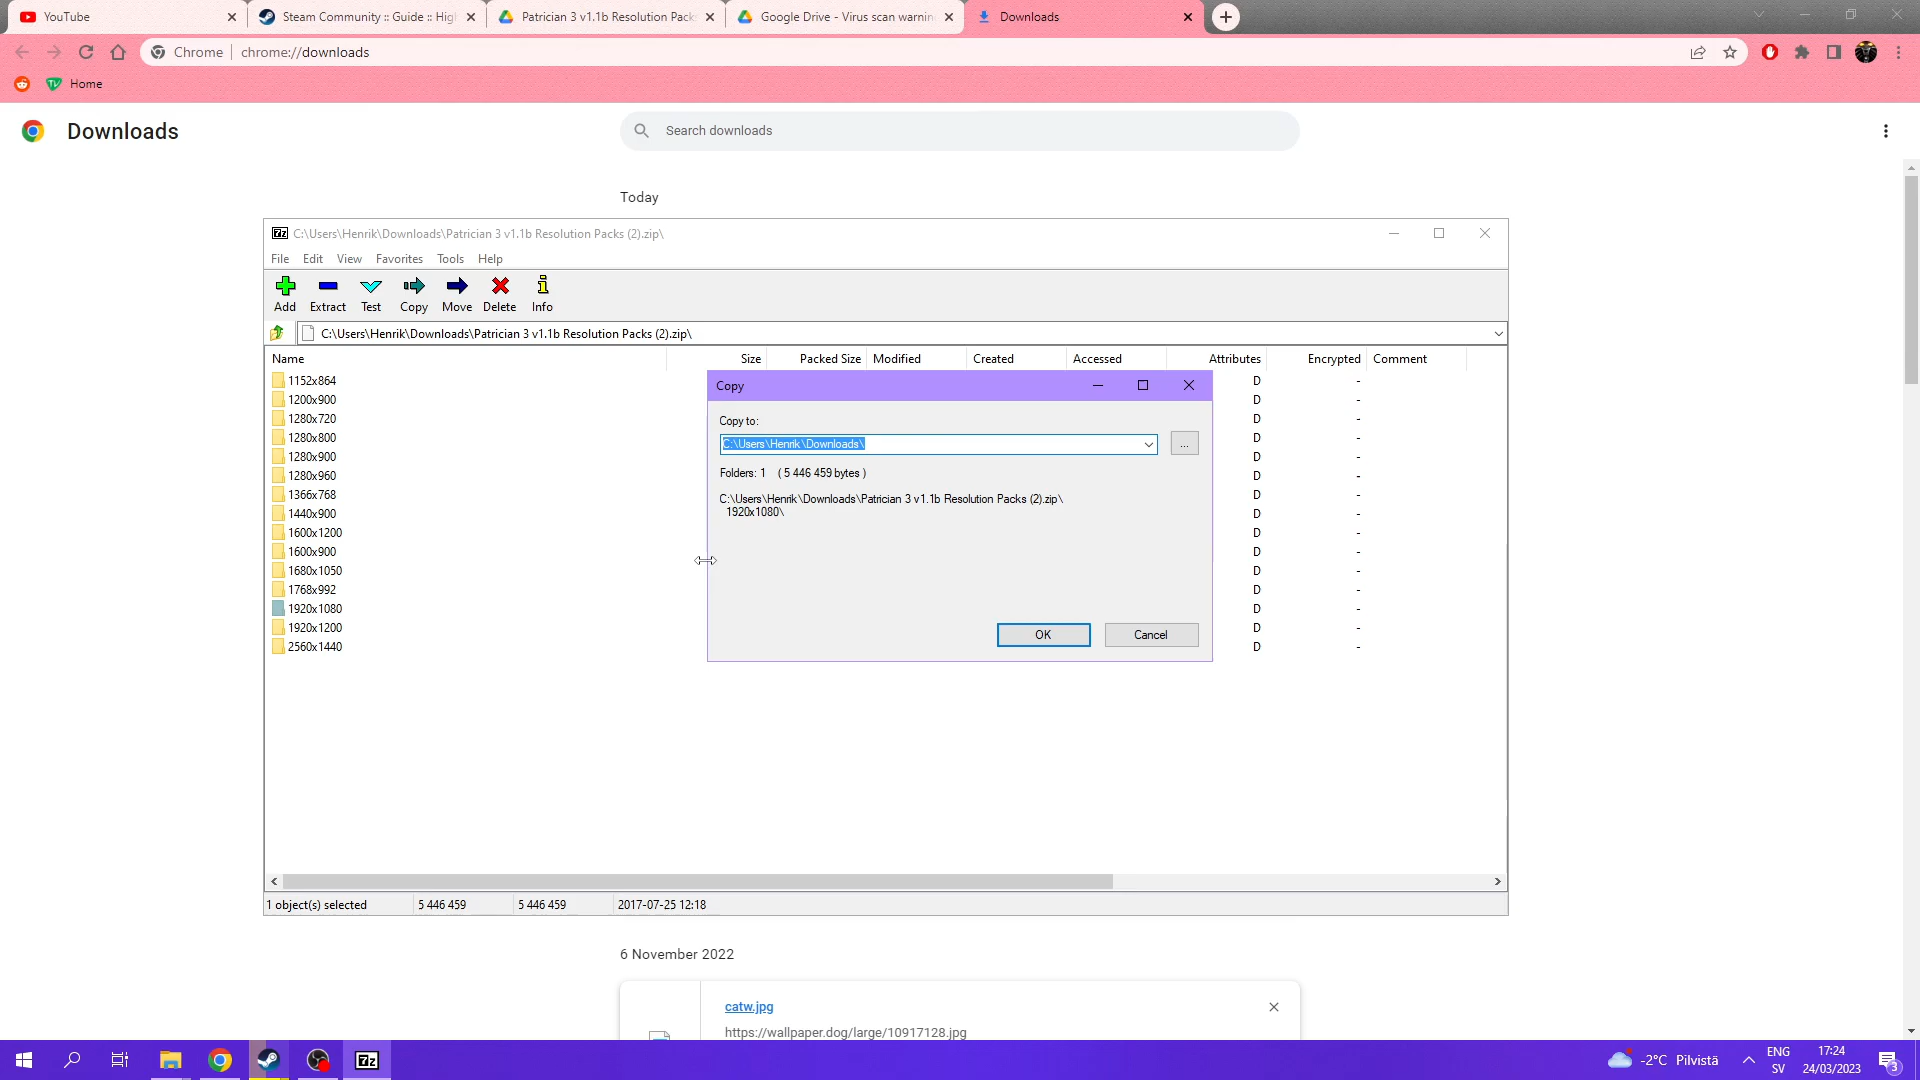 YouTube
Steam Community :: Guide :: Hig
Patrician 3 v1.1b Resolution Pack
Google Drive - Virus scan warnin
Downloads
Chrome
chrome://downloads
Home
Downloads
Search downloads
Today
7z C:\Users\Henrik\Downloads\Patrician 3 v1.1b Resolution Packs (2).zip\
File Edit View Favorites Tools Help
Add Extract Test Copy Move Delete Info
C:\Users\Henrik\Downloads\Patrician 3 v1.1b Resolution Packs (2).zip\
Name Size Packed Size Modified Created Accessed Attributes Encrypted Comment
1152x864 D -
1200x900 D -
1280x720 D -
1280x800 D -
1280x900 D -
1280x960 D -
1366x768 D -
1440x900 D -
1600x1200 D -
1600x900 D -
1680x1050 D -
1768x992 D -
1920x1080 D -
1920x1200 D -
2560x1440 D -
Copy
Copy to:
C:\Users\Henrik\Downloads\
...
Folders: 1 ( 5 446 459 bytes )
C:\Users\Henrik\Downloads\Patrician 3 v1.1b Resolution Packs (2).zip\
1920x1080\
OK
Cancel
1 object(s) selected 5 446 459 5 446 459 2017-07-25 12:18
6 November 2022
catw.jpg
https://wallpaper.dog/large/10917128.jpg
7z
-2°C Pilvistä
ENG
SV
17:24
24/03/2023
3